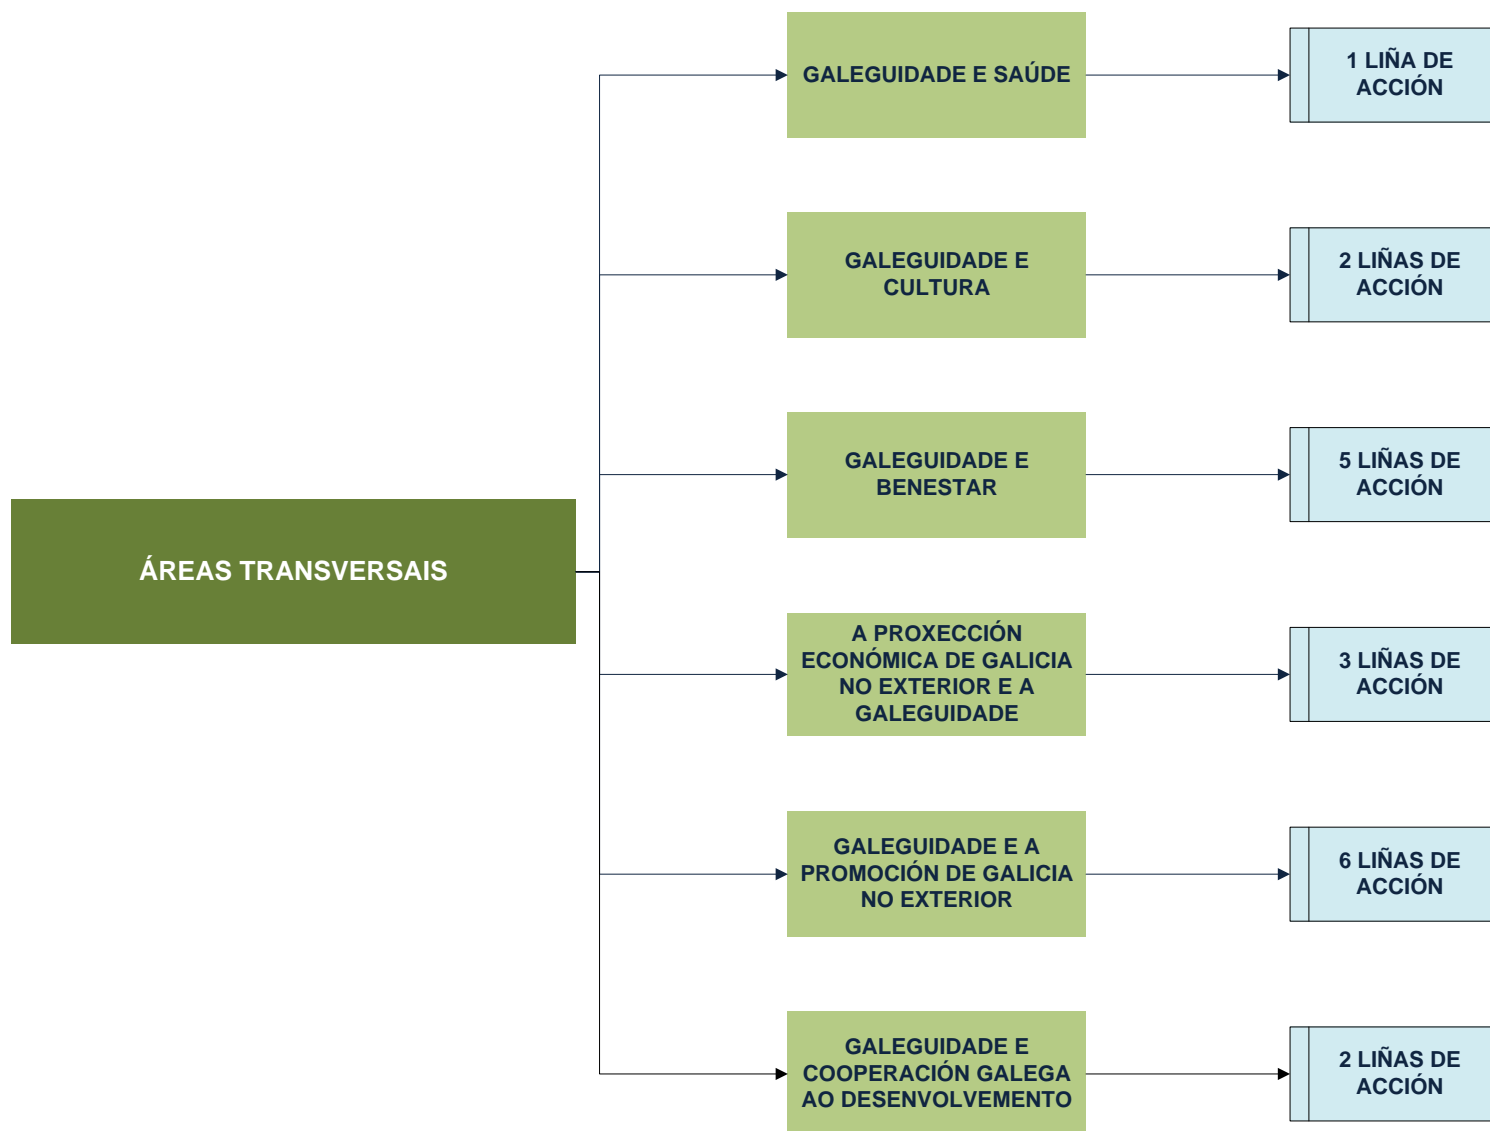 GALEGUIDADE E SAÚDE
1 LIÑA DE
ACCIÓN
GALEGUIDADE E
CULTURA
2 LIÑAS DE
ACCIÓN
GALEGUIDADE E
BENESTAR
5 LIÑAS DE
ACCIÓN
ÁREAS TRANSVERSAIS
A PROXECCIÓN
ECONÓMICA DE GALICIA
NO EXTERIOR E A
GALEGUIDADE
3 LIÑAS DE
ACCIÓN
GALEGUIDADE E A
PROMOCIÓN DE GALICIA
NO EXTERIOR
6 LIÑAS DE
ACCIÓN
GALEGUIDADE E
COOPERACIÓN GALEGA
AO DESENVOLVEMENTO
2 LIÑAS DE
ACCIÓN